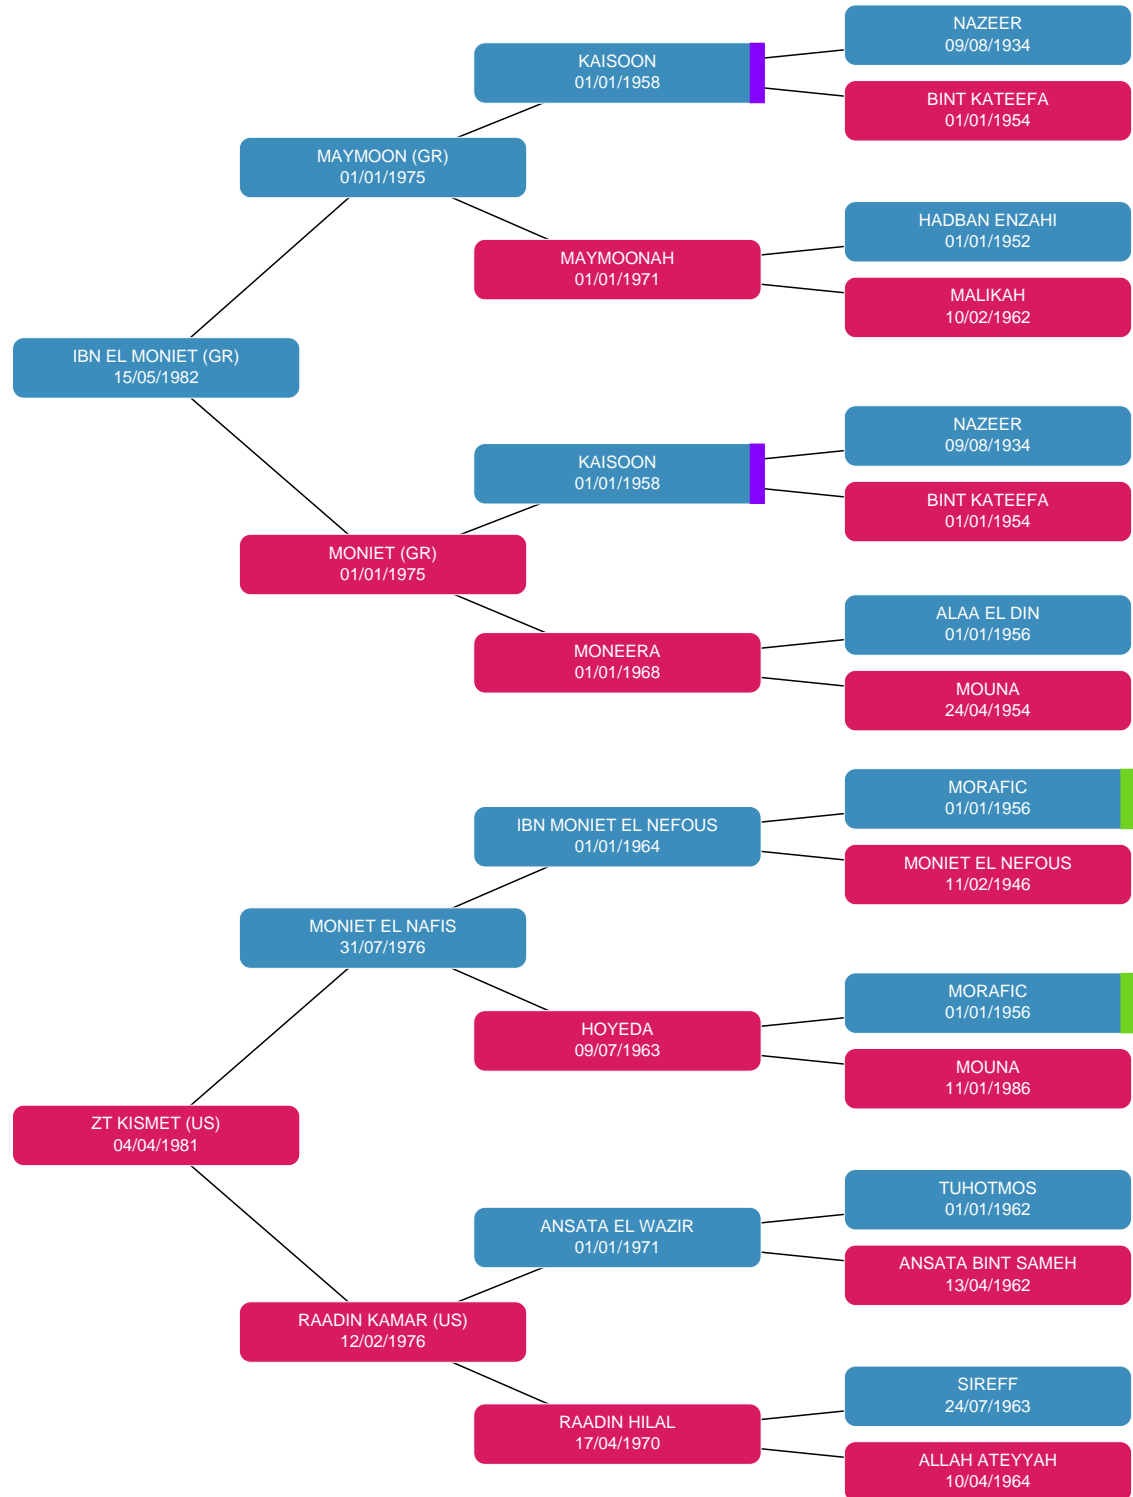 NAZEER
09/08/1934
KAISOON
01/01/1958
BINT KATEEFA
01/01/1954
MAYMOON (GR)
01/01/1975
HADBAN ENZAHI
01/01/1952
MAYMOONAH
01/01/1971
MALIKAH
10/02/1962
IBN EL MONIET (GR)
15/05/1982
NAZEER
09/08/1934
KAISOON
01/01/1958
BINT KATEEFA
01/01/1954
MONIET (GR)
01/01/1975
ALAA EL DIN
01/01/1956
MONEERA
01/01/1968
MOUNA
24/04/1954
MORAFIC
01/01/1956
IBN MONIET EL NEFOUS
01/01/1964
MONIET EL NEFOUS
11/02/1946
MONIET EL NAFIS
31/07/1976
MORAFIC
01/01/1956
HOYEDA
09/07/1963
MOUNA
11/01/1986
ZT KISMET (US)
04/04/1981
TUHOTMOS
01/01/1962
ANSATA EL WAZIR
01/01/1971
ANSATA BINT SAMEH
13/04/1962
RAADIN KAMAR (US)
12/02/1976
SIREFF
24/07/1963
RAADIN HILAL
17/04/1970
ALLAH ATEYYAH
10/04/1964